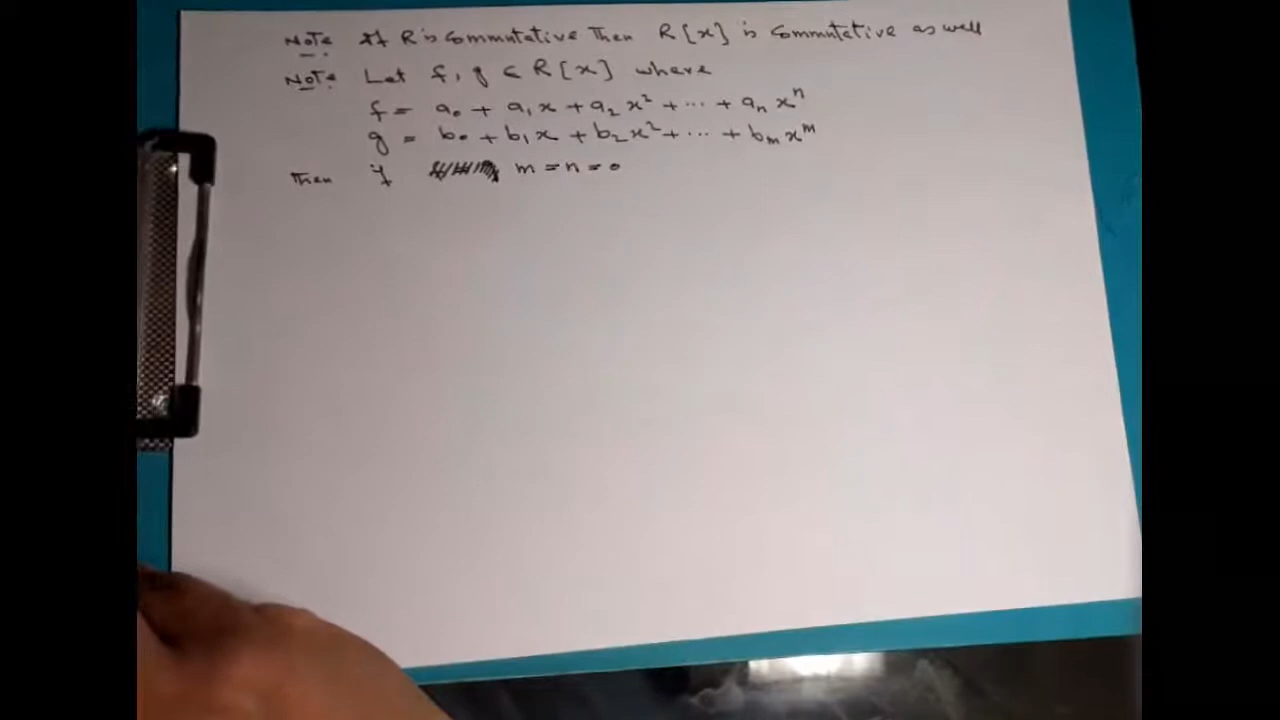 Note If R is commutative Then R[x] is commutative as well
Note Let f, g ∈ R[x] where
f = a₀ + a₁x + a₂x² + ... + aₙxⁿ
g = b₀ + b₁x + b₂x² + ... + bₘxᵐ
Then if m = n = 0